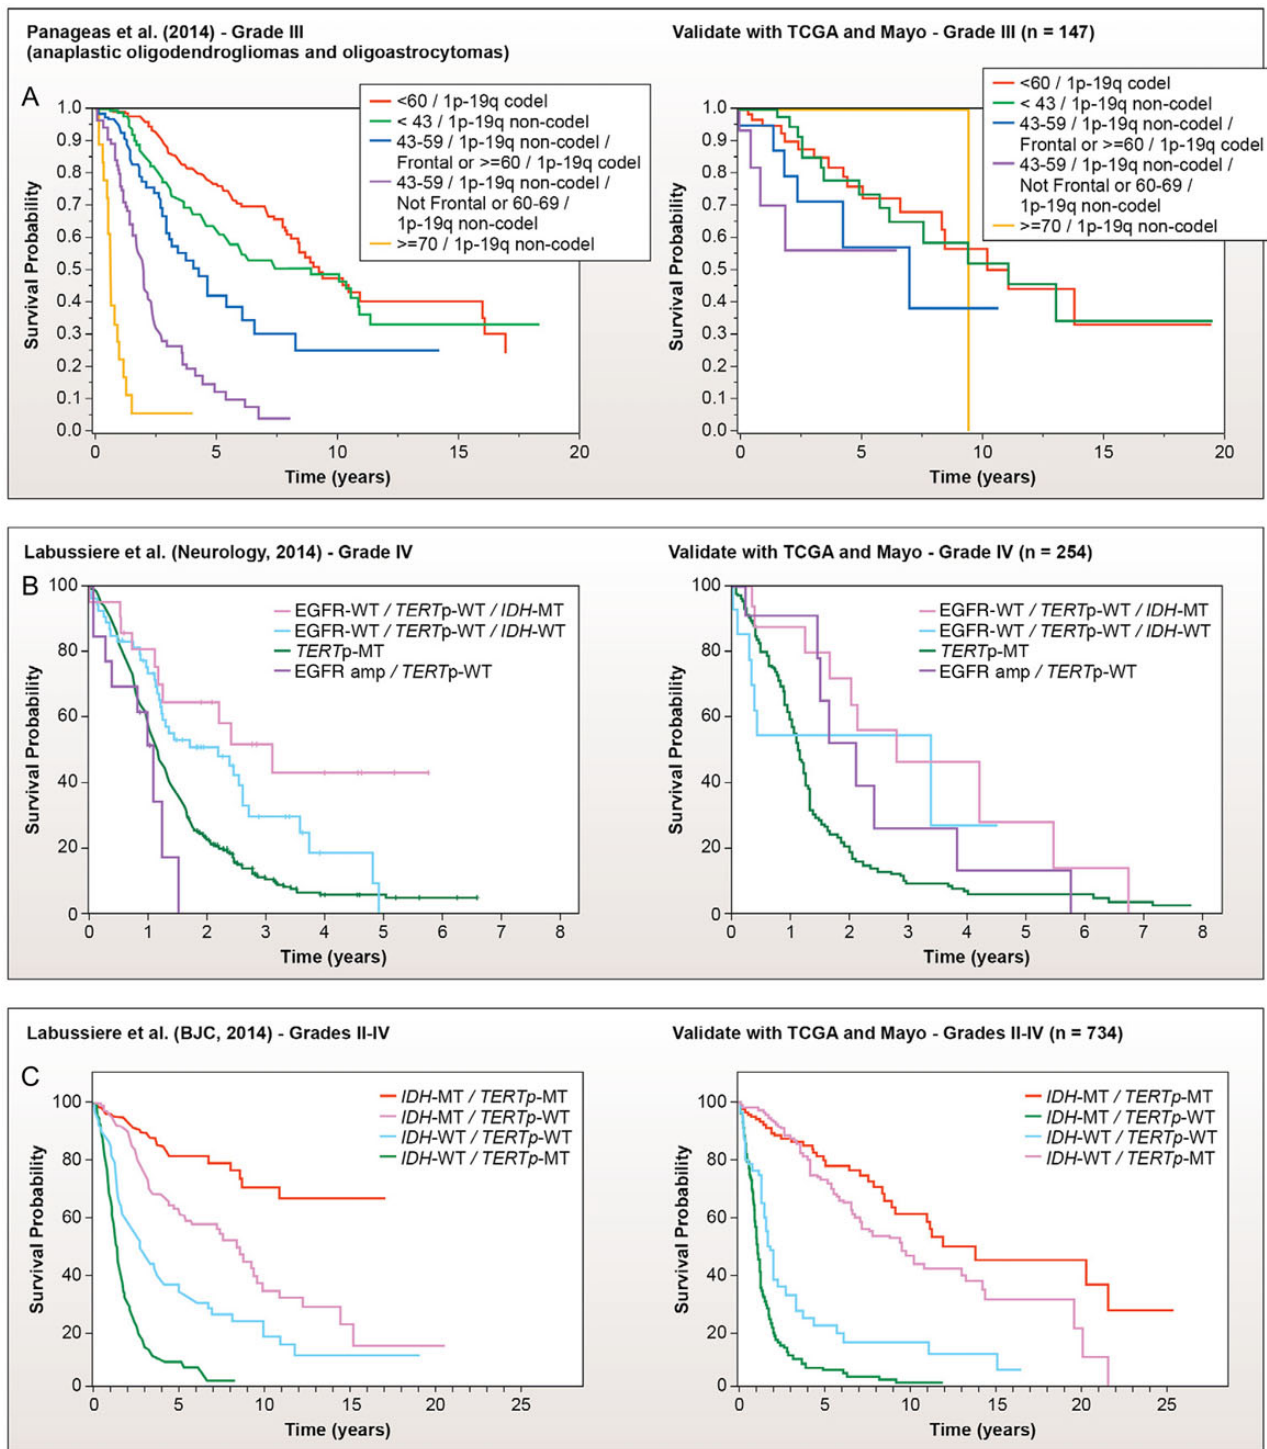 Panageas et al. (2014) - Grade III
(anaplastic oligodendrogliomas and oligoastrocytomas)
Validate with TCGA and Mayo - Grade III (n = 147)
A
<60 / 1p-19q codel
< 43 / 1p-19q non-codel
43-59 / 1p-19q non-codel /
Frontal or >=60 / 1p-19q codel
43-59 / 1p-19q non-codel /
Not Frontal or 60-69 /
1p-19q non-codel
>=70 / 1p-19q non-codel
1.0
0.9
0.8
0.7
0.6
0.5
0.4
0.3
0.2
0.1
0.0
Survival Probability
0 5 10 15 20
Time (years)
<60 / 1p-19q codel
< 43 / 1p-19q non-codel
43-59 / 1p-19q non-codel /
Frontal or >=60 / 1p-19q codel
43-59 / 1p-19q non-codel /
Not Frontal or 60-69 /
1p-19q non-codel
>=70 / 1p-19q non-codel
1.0
0.9
0.8
0.7
0.6
0.5
0.4
0.3
0.2
0.1
0.0
Survival Probability
0 5 10 15 20
Time (years)
Labussiere et al. (Neurology, 2014) - Grade IV
Validate with TCGA and Mayo - Grade IV (n = 254)
B
EGFR-WT / TERTp-WT / IDH-MT
EGFR-WT / TERTp-WT / IDH-WT
TERTp-MT
EGFR amp / TERTp-WT
100
80
60
40
20
0
Survival Probability
0 1 2 3 4 5 6 7 8
Time (years)
EGFR-WT / TERTp-WT / IDH-MT
EGFR-WT / TERTp-WT / IDH-WT
TERTp-MT
EGFR amp / TERTp-WT
100
80
60
40
20
0
Survival Probability
0 1 2 3 4 5 6 7 8
Time (years)
Labussiere et al. (BJC, 2014) - Grades II-IV
Validate with TCGA and Mayo - Grades II-IV (n = 734)
C
IDH-MT / TERTp-MT
IDH-MT / TERTp-WT
IDH-WT / TERTp-WT
IDH-WT / TERTp-MT
100
80
60
40
20
0
Survival Probability
0 5 10 15 20 25
Time (years)
IDH-MT / TERTp-MT
IDH-MT / TERTp-WT
IDH-WT / TERTp-WT
IDH-WT / TERTp-MT
100
80
60
40
20
0
Survival Probability
0 5 10 15 20 25
Time (years)